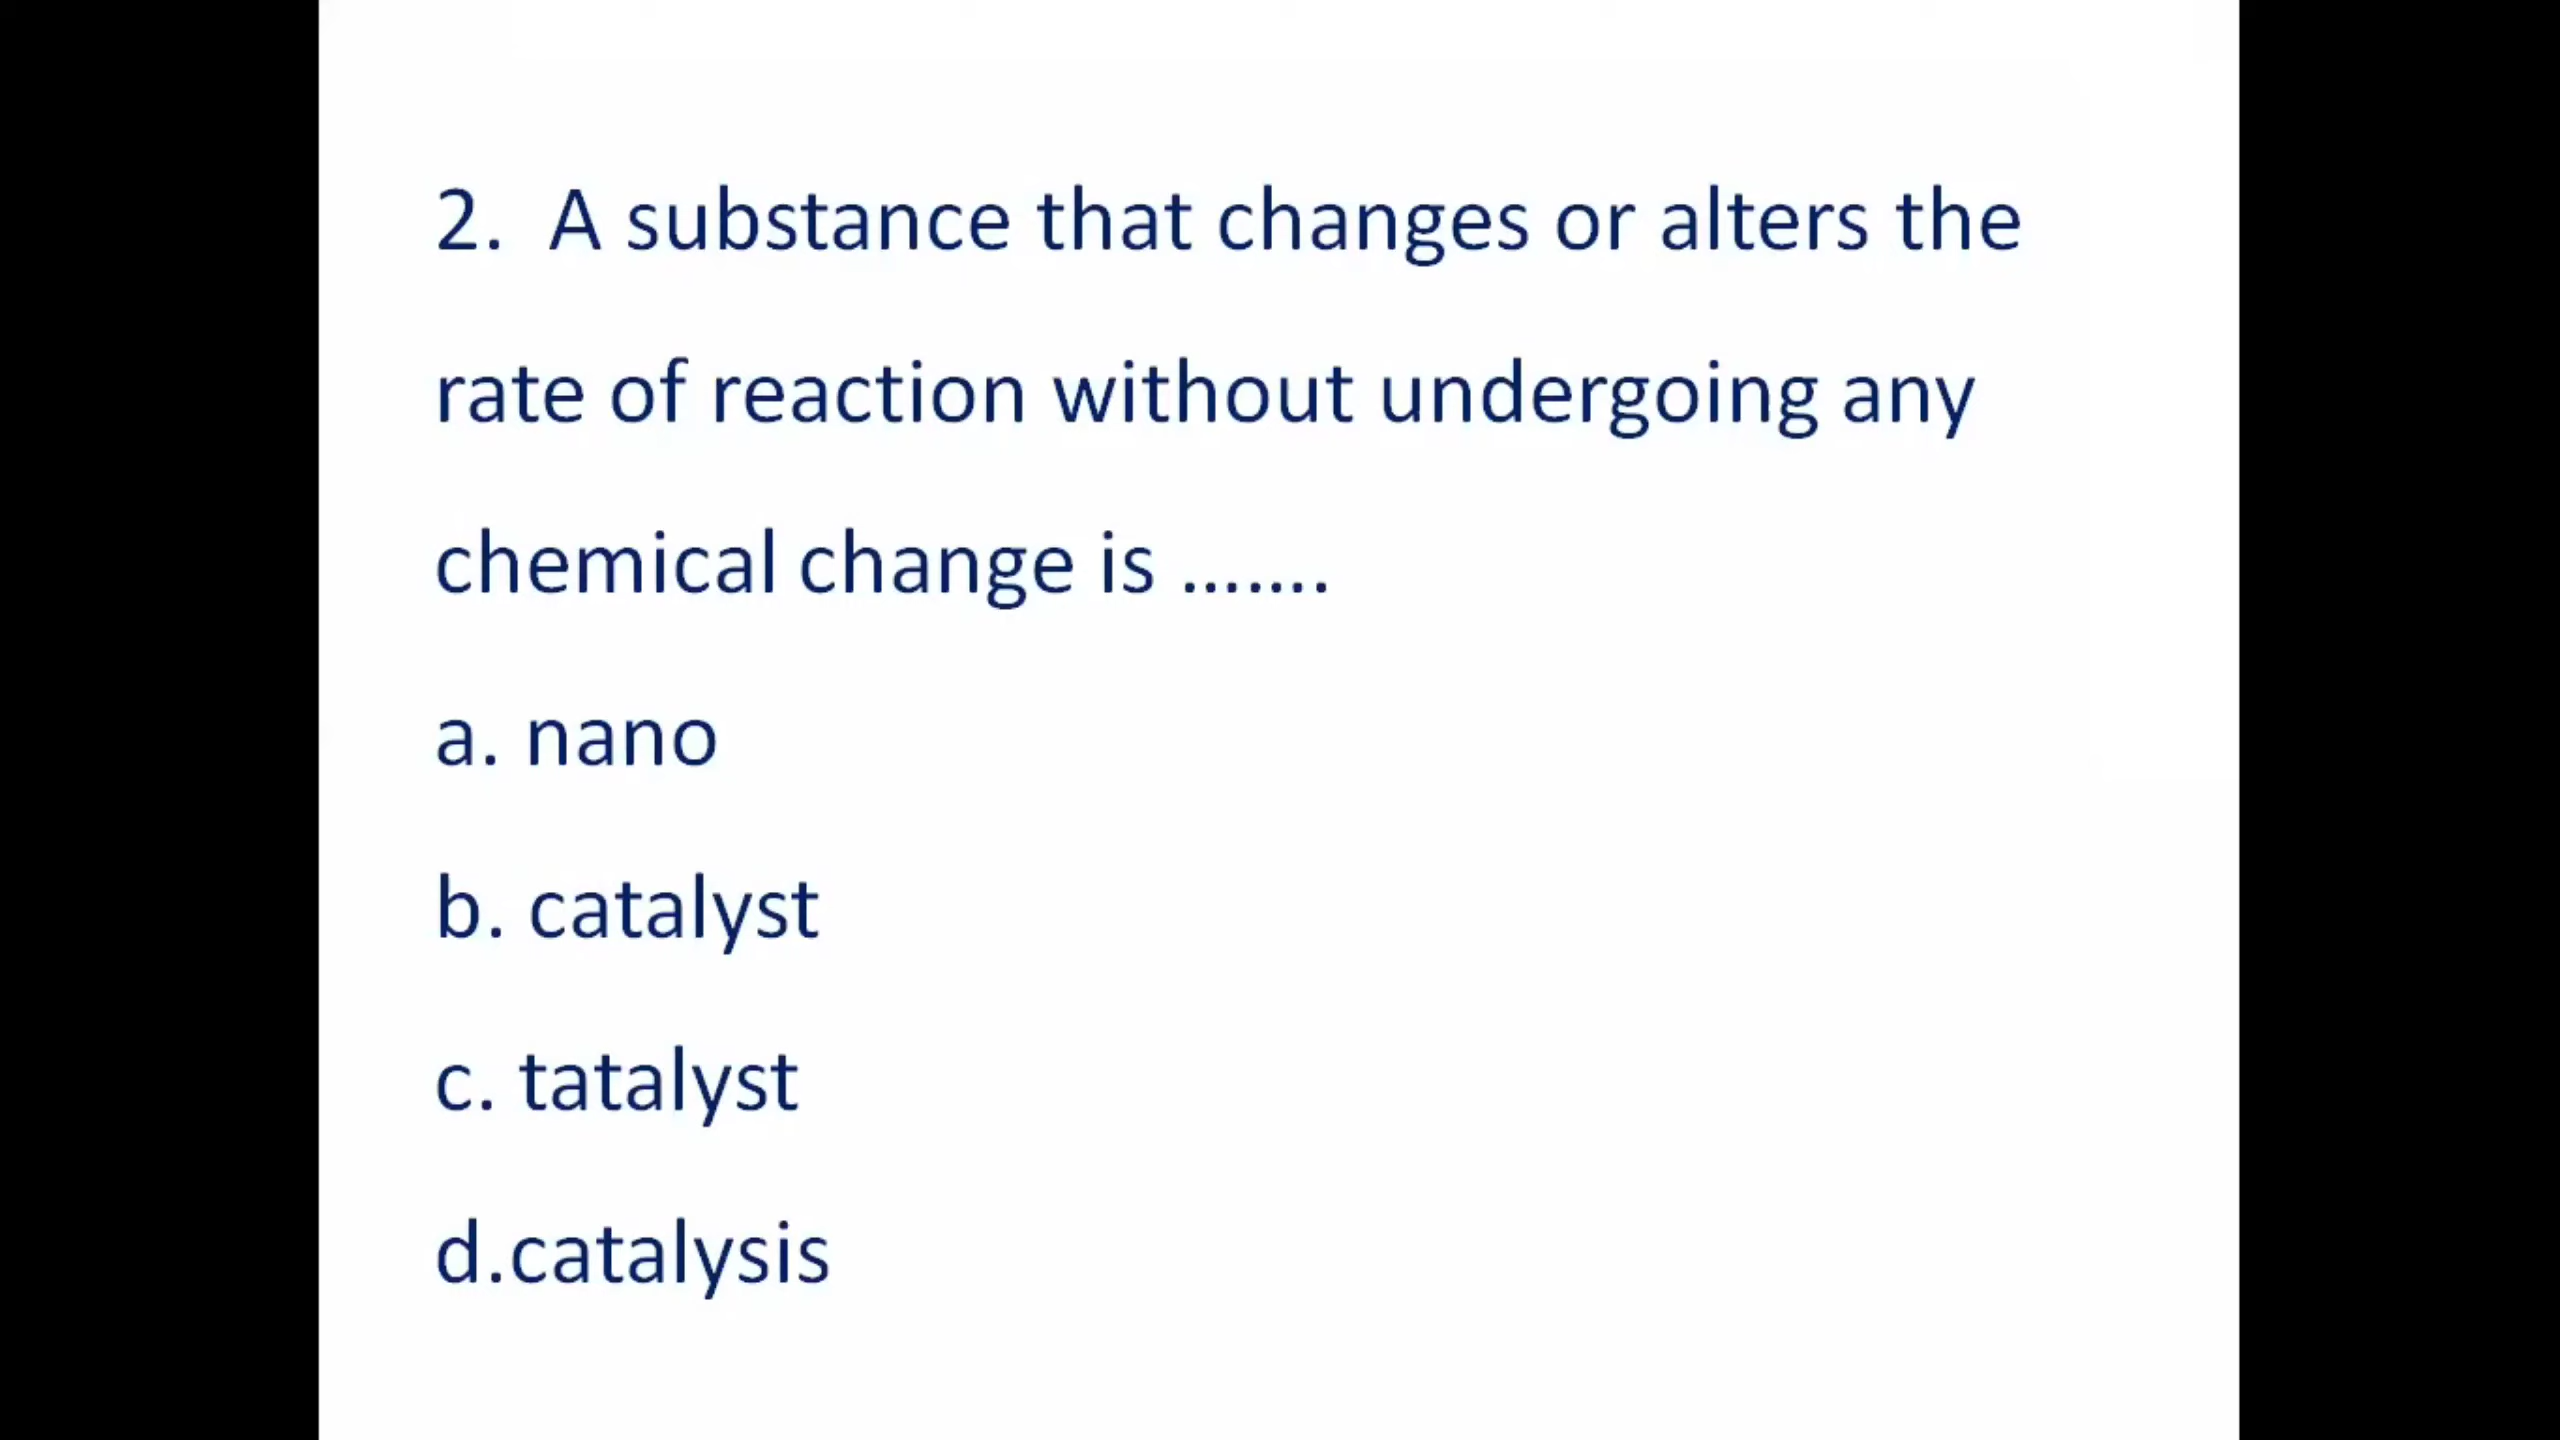 2.  A substance that changes or alters the
rate of reaction without undergoing any
chemical change is .......
a. nano
b. catalyst
c. tatalyst
d.catalysis